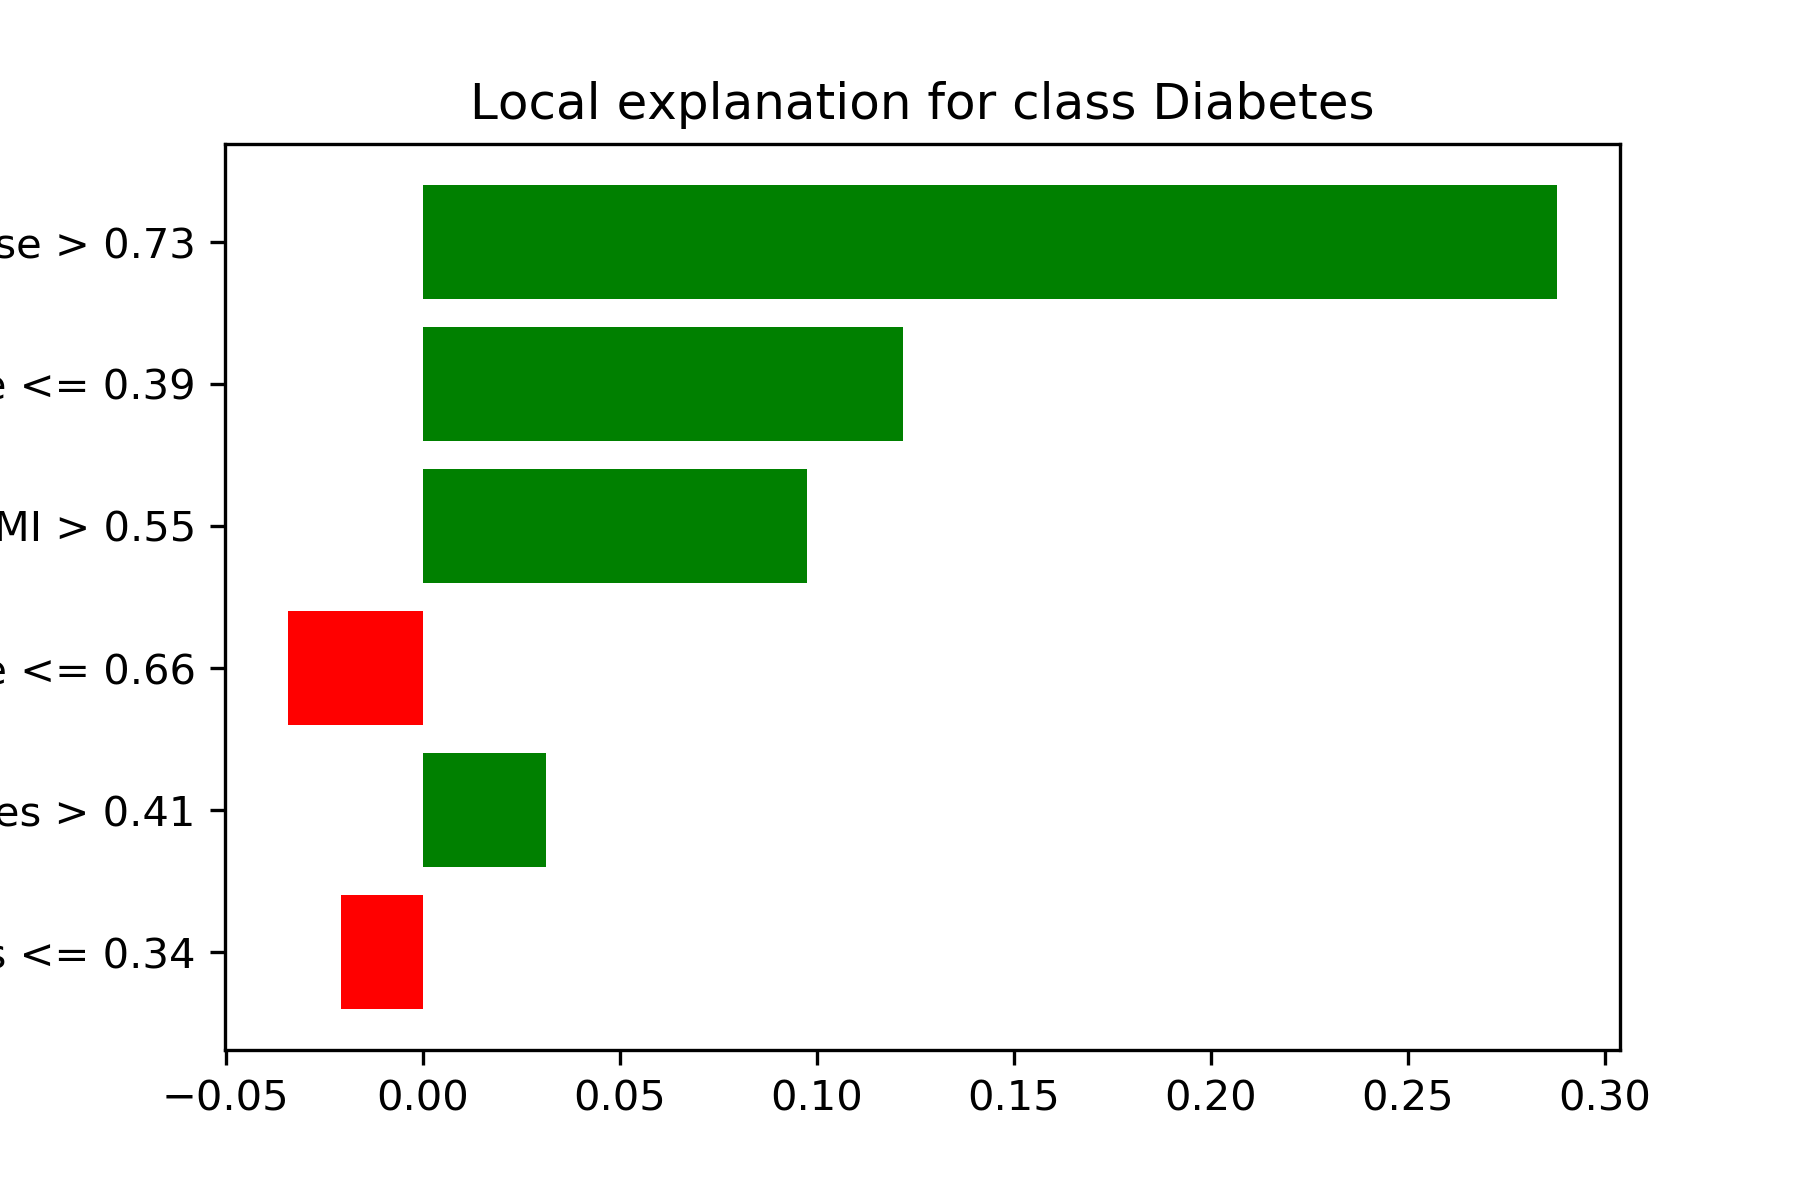 Local explanation for class Diabetes
se > 0.73
e <= 0.39
MI > 0.55
e <= 0.66
es > 0.41
s <= 0.34
−0.05 0.00 0.05 0.10 0.15 0.20 0.25 0.30